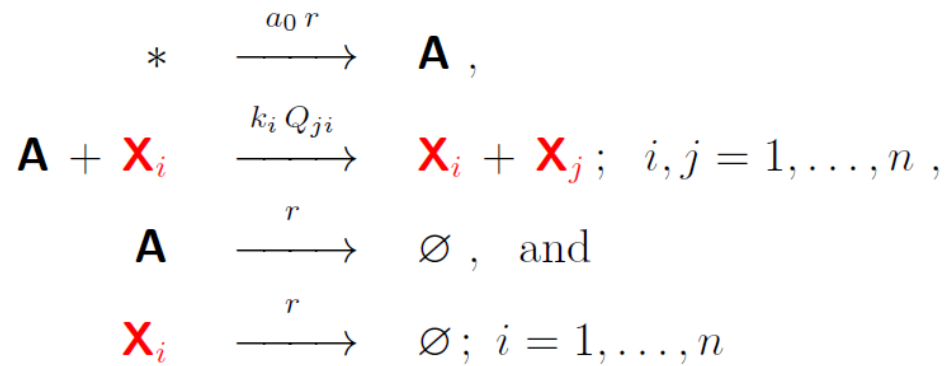 * a₀ r ⟶ A ,
A + Xᵢ kᵢ Qⱼᵢ ⟶ Xᵢ + Xⱼ ; i, j = 1, . . . , n ,
A r ⟶ ∅ , and
Xᵢ r ⟶ ∅ ; i = 1, . . . , n